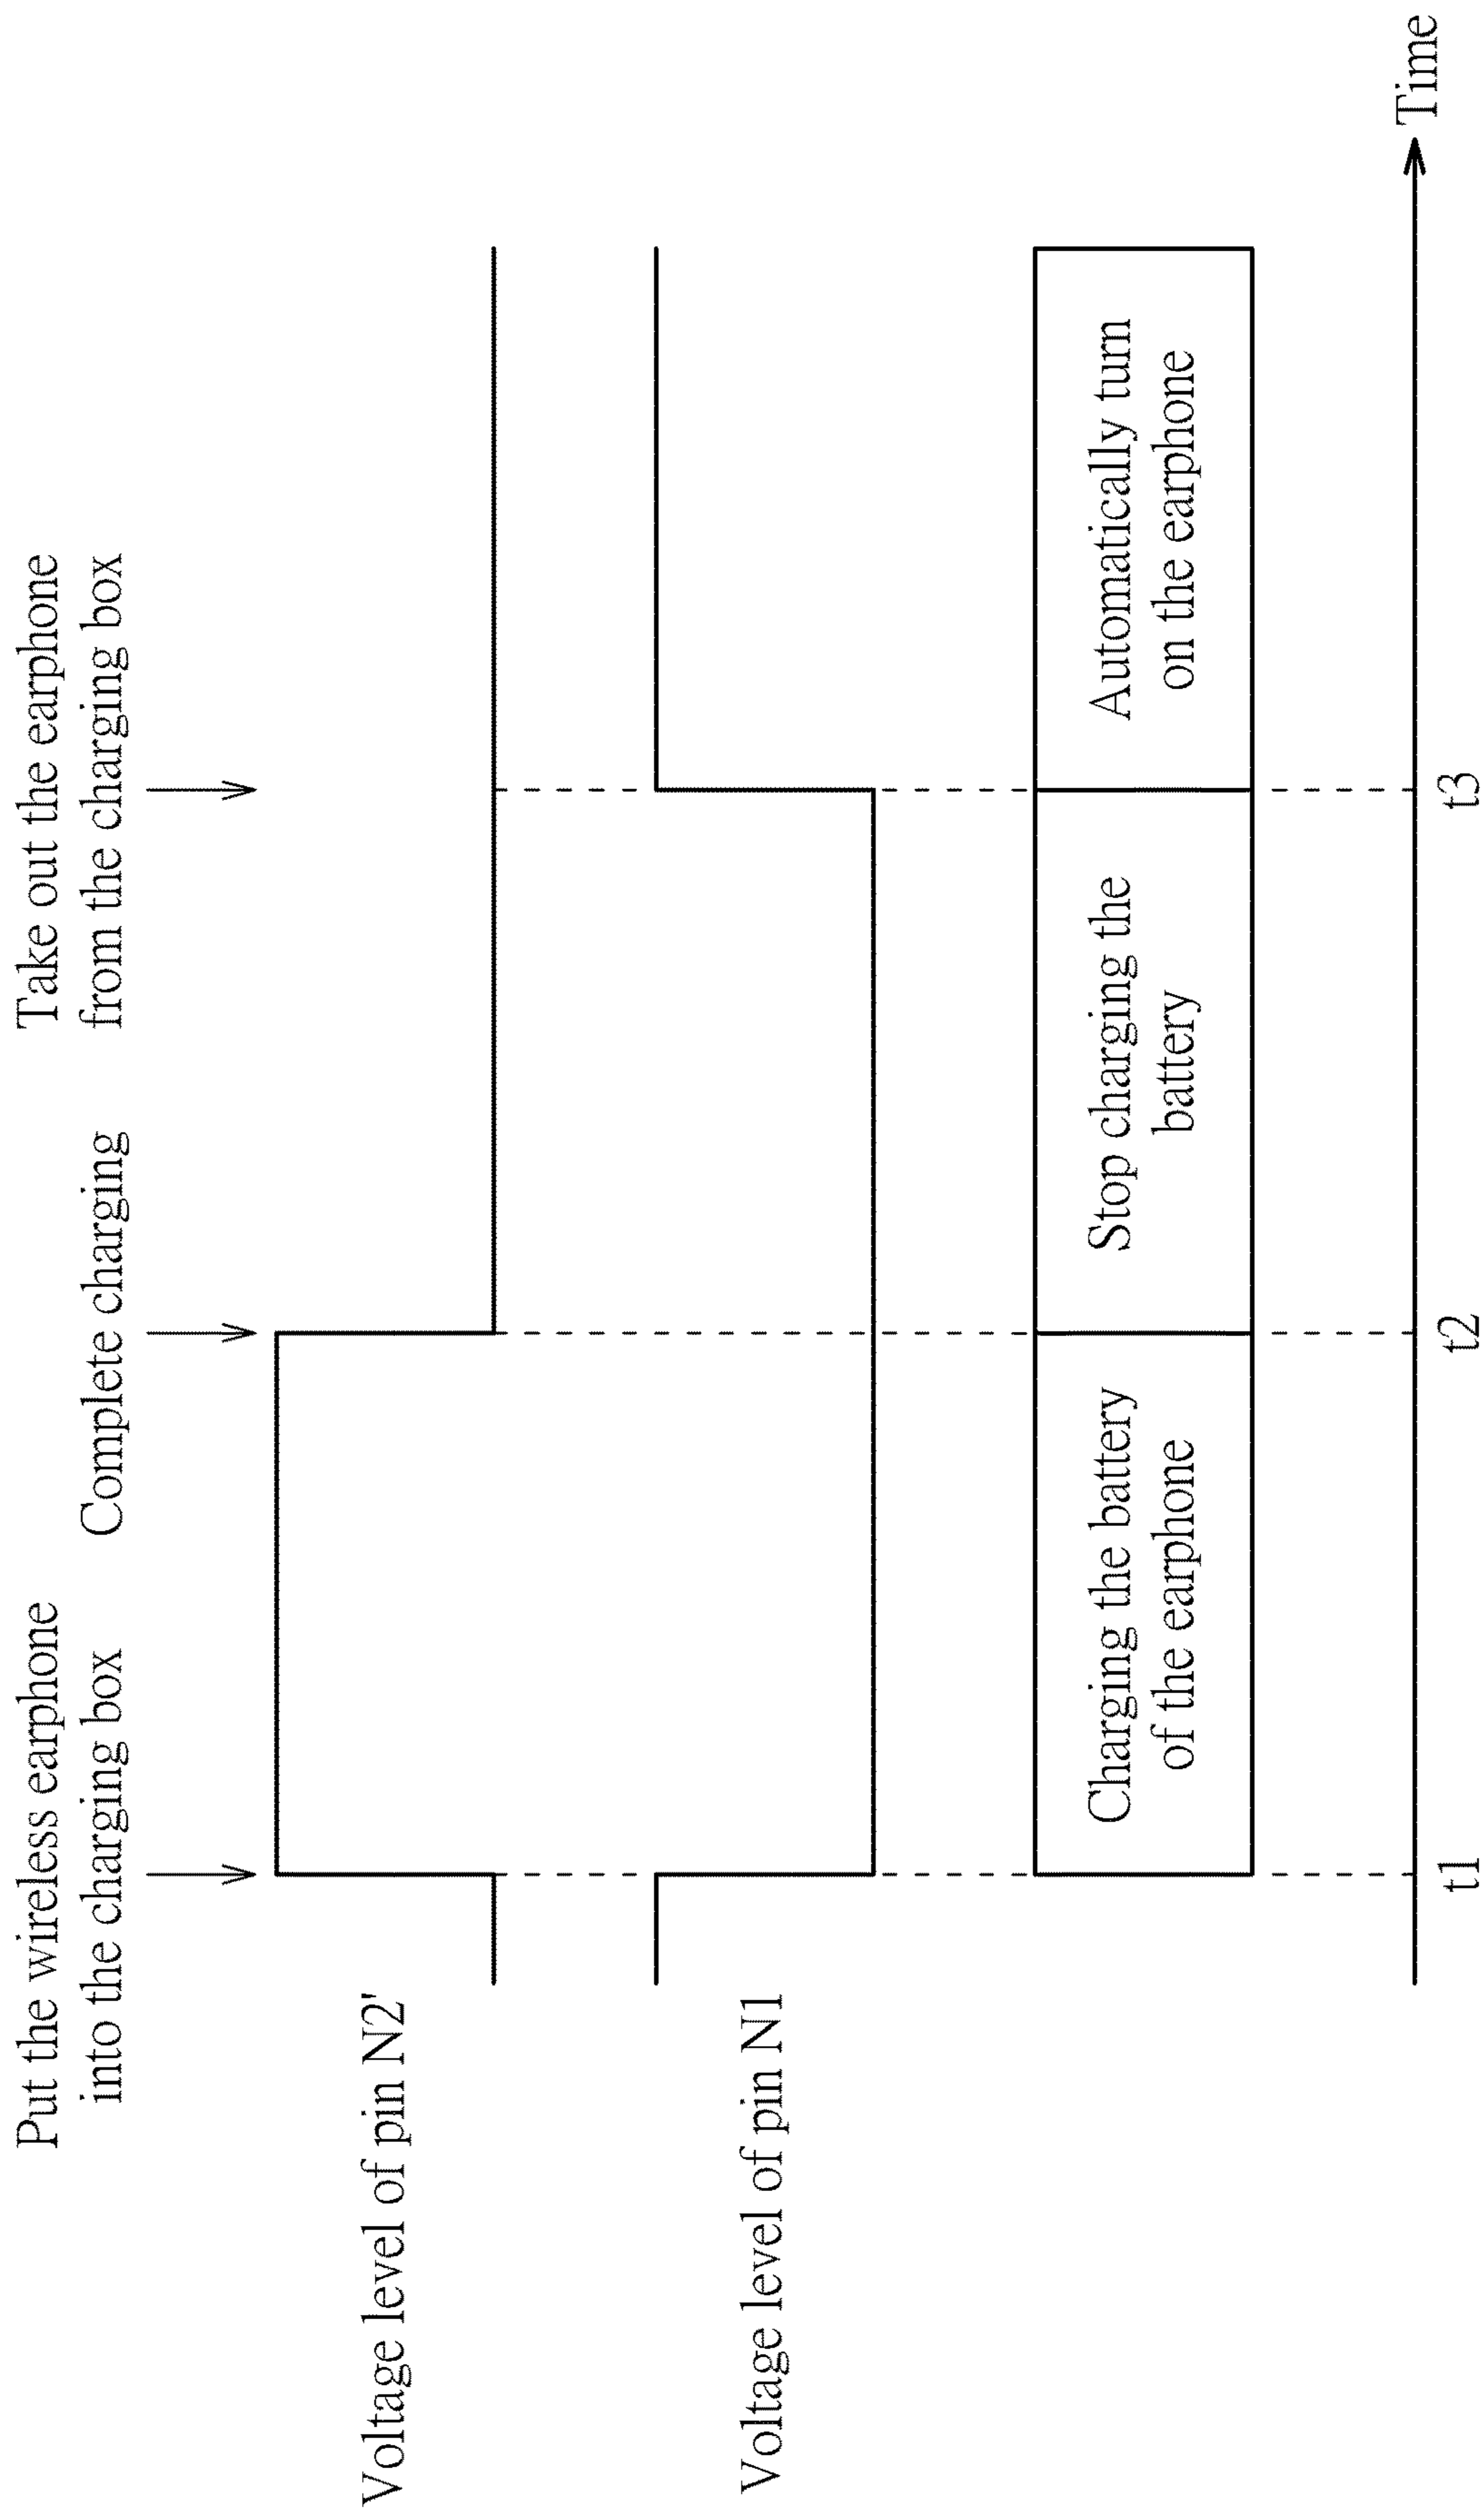 Put the wireless earphone
into the charging box
Complete charging
Take out the earphone
from the charging box
Voltage level of pin N2'
Voltage level of pin N1
Charging the battery
of the earphone
Stop charging the
battery
Automatically turn
on the earphone
t1
t2
t3
Time